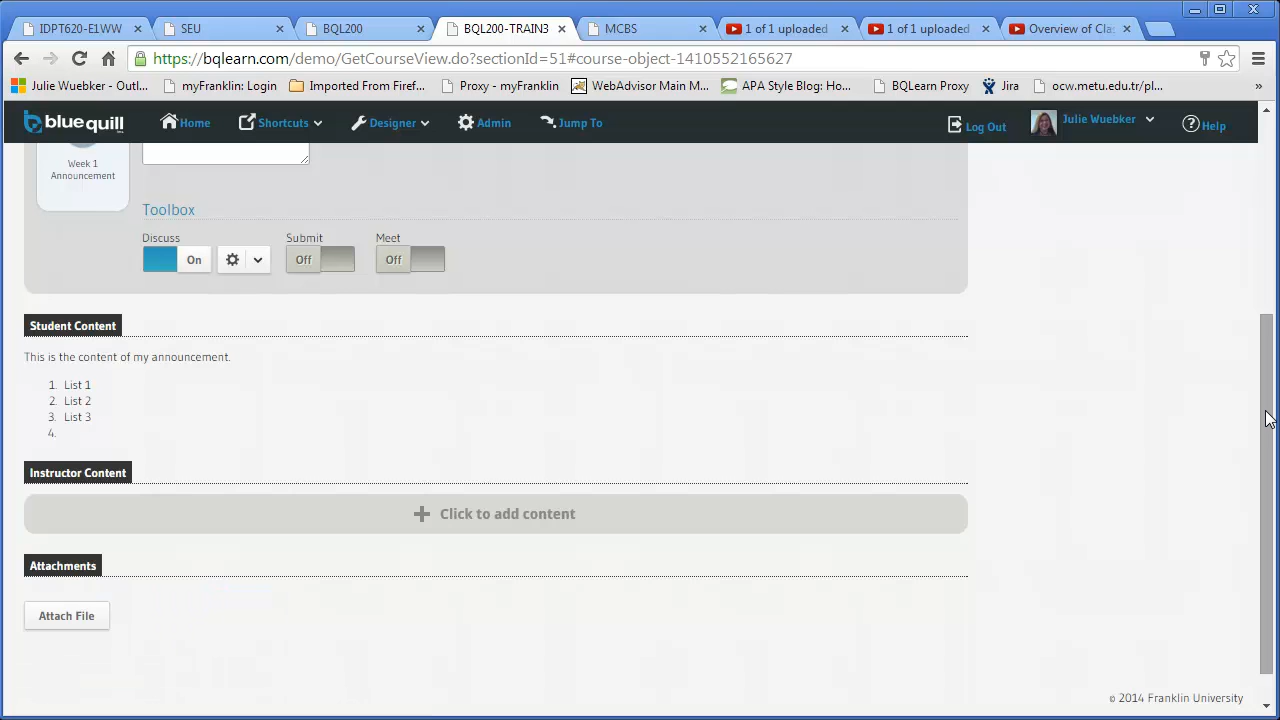 IDPT620-E1WW
SEU
BQL200
BQL200-TRAIN3
MCBS
1 of 1 uploaded
1 of 1 uploaded
Overview of Cla
https://bqlearn.com/demo/GetCourseView.do?sectionId=51#course-object-1410552165627
Julie Wuebker - Outl...
myFranklin: Login
Imported From Firef...
Proxy - myFranklin
WebAdvisor Main M...
APA Style Blog: Ho...
BQLearn Proxy
Jira
ocw.metu.edu.tr/pl...
»
bluequill
Home
Shortcuts
Designer
Admin
Jump To
Log Out
Julie Wuebker
Help
Week 1
Announcement
Toolbox
Discuss
Submit
Meet
On
Off
Off
Student Content
This is the content of my announcement.
1. List 1
2. List 2
3. List 3
4.
Instructor Content
Click to add content
Attachments
Attach File
© 2014 Franklin University